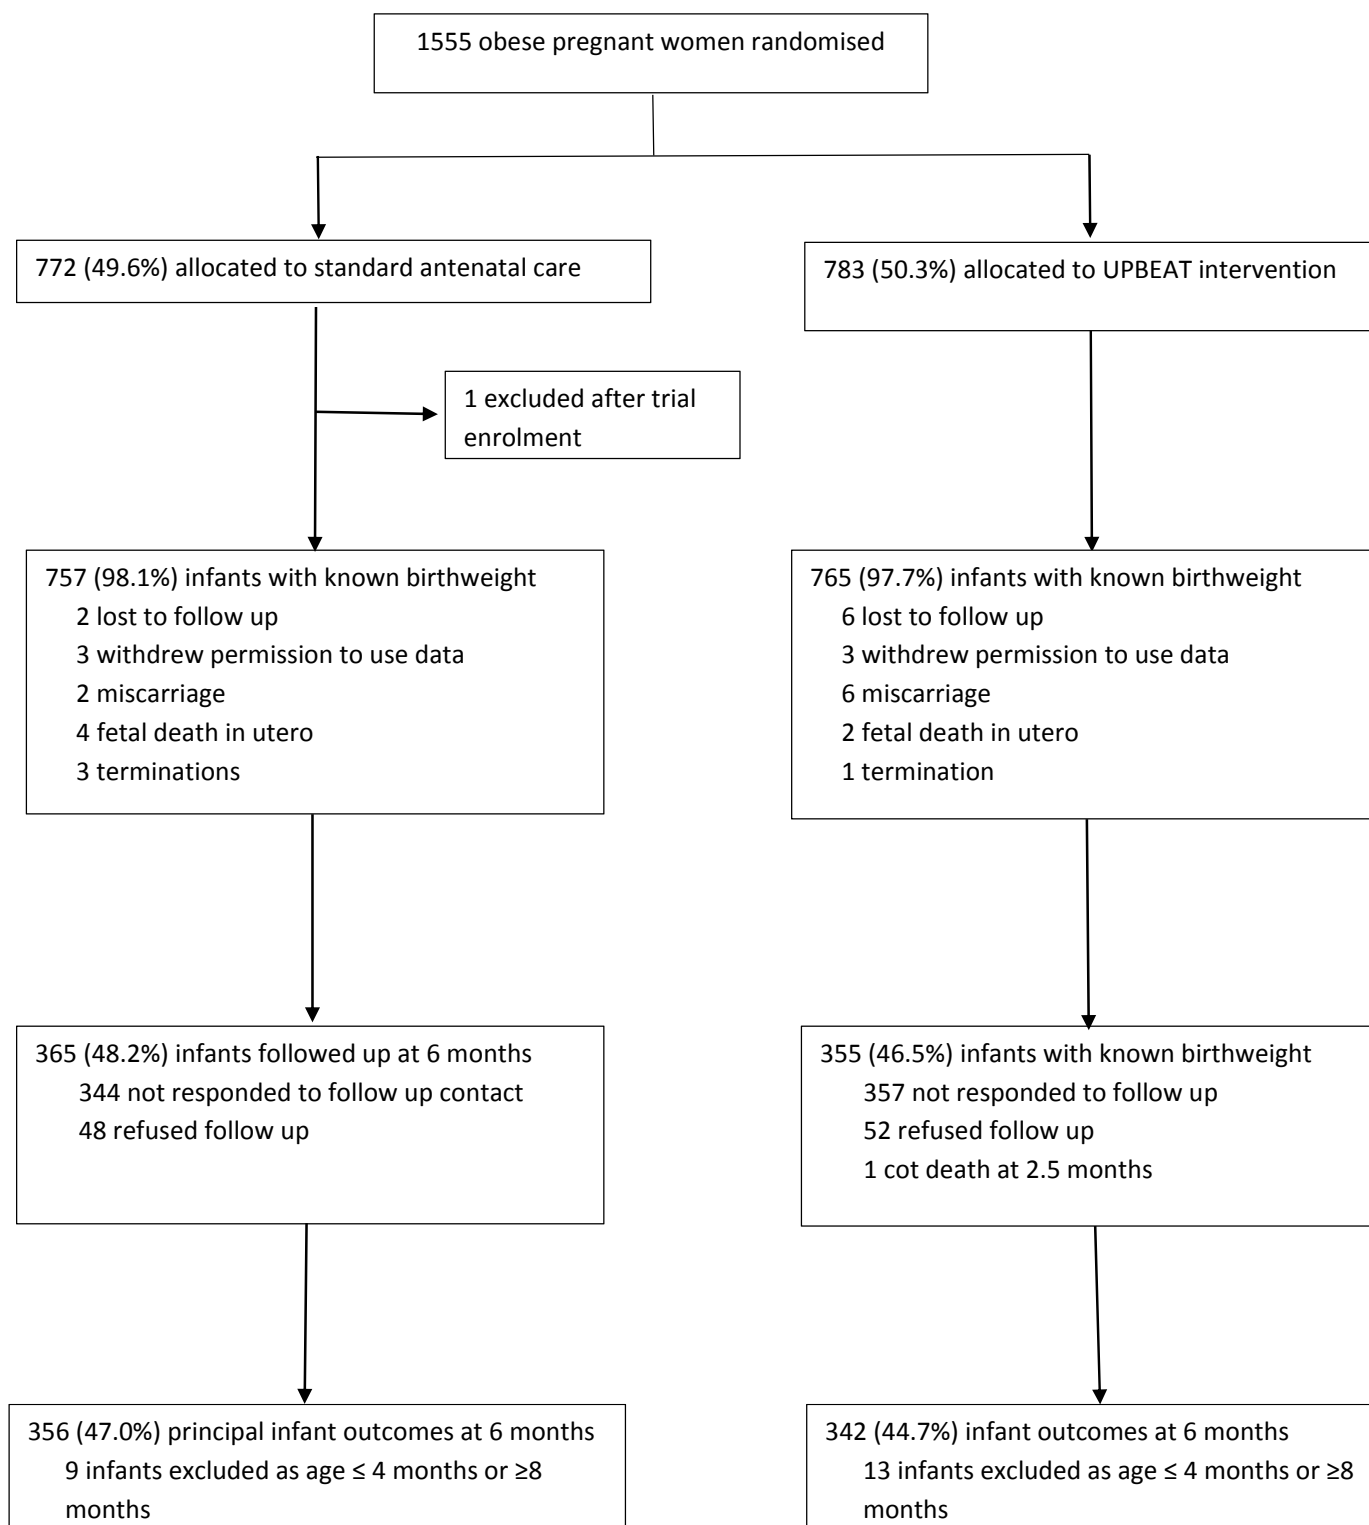 1555 obese pregnant women randomised
772 (49.6%) allocated to standard antenatal care
783 (50.3%) allocated to UPBEAT intervention
1 excluded after trial
enrolment
757 (98.1%) infants with known birthweight
2 lost to follow up
3 withdrew permission to use data
2 miscarriage
4 fetal death in utero
3 terminations
765 (97.7%) infants with known birthweight
6 lost to follow up
3 withdrew permission to use data
6 miscarriage
2 fetal death in utero
1 termination
365 (48.2%) infants followed up at 6 months
344 not responded to follow up contact
48 refused follow up
355 (46.5%) infants with known birthweight
357 not responded to follow up
52 refused follow up
1 cot death at 2.5 months
356 (47.0%) principal infant outcomes at 6 months
9 infants excluded as age ≤ 4 months or ≥8
months
342 (44.7%) infant outcomes at 6 months
13 infants excluded as age ≤ 4 months or ≥8
months